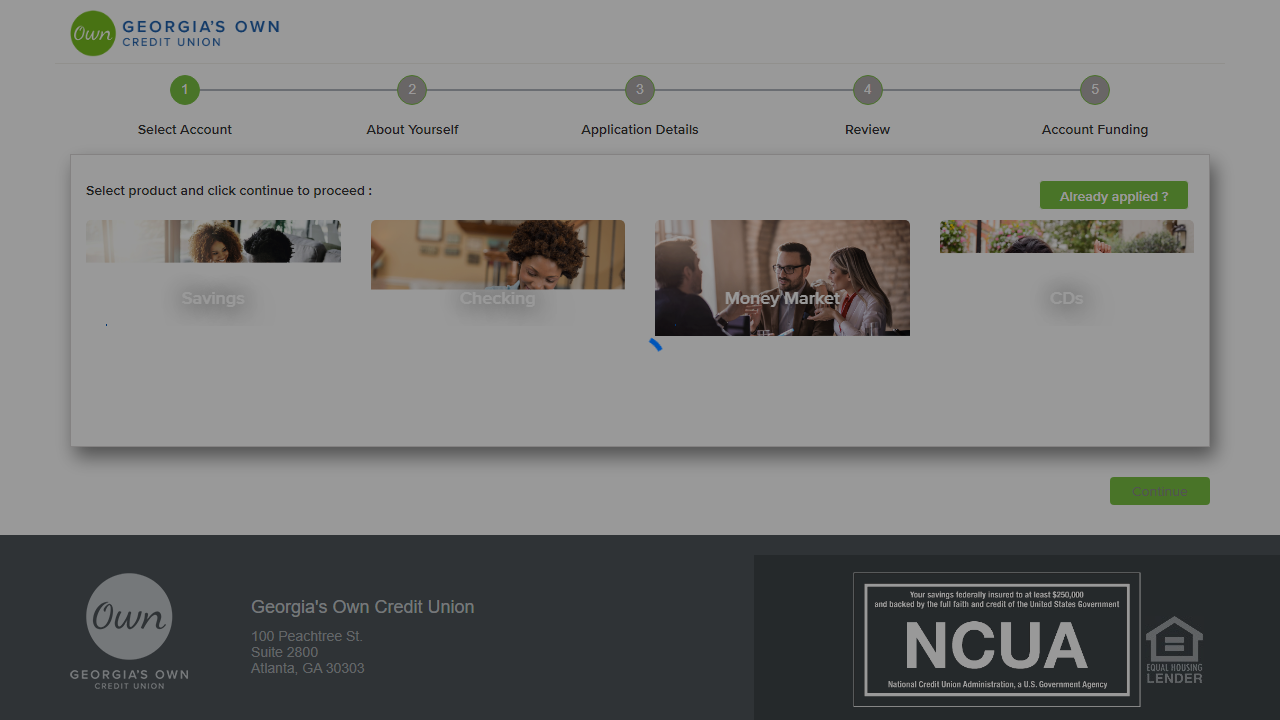 Own
GEORGIA'S OWN
CREDIT UNION
1
2
3
4
5
Select Account
About Yourself
Application Details
Review
Account Funding
Select product and click continue to proceed :
Already applied ?
Savings
Checking
Money Market
CDs
Continue
Own
GEORGIA'S OWN
CREDIT UNION
Georgia's Own Credit Union
100 Peachtree St.
Suite 2800
Atlanta, GA 30303
Your savings federally insured to at least $250,000
and backed by the full faith and credit of the United States Government
NCUA
National Credit Union Administration, a U.S. Government Agency
EQUAL HOUSING
LENDER